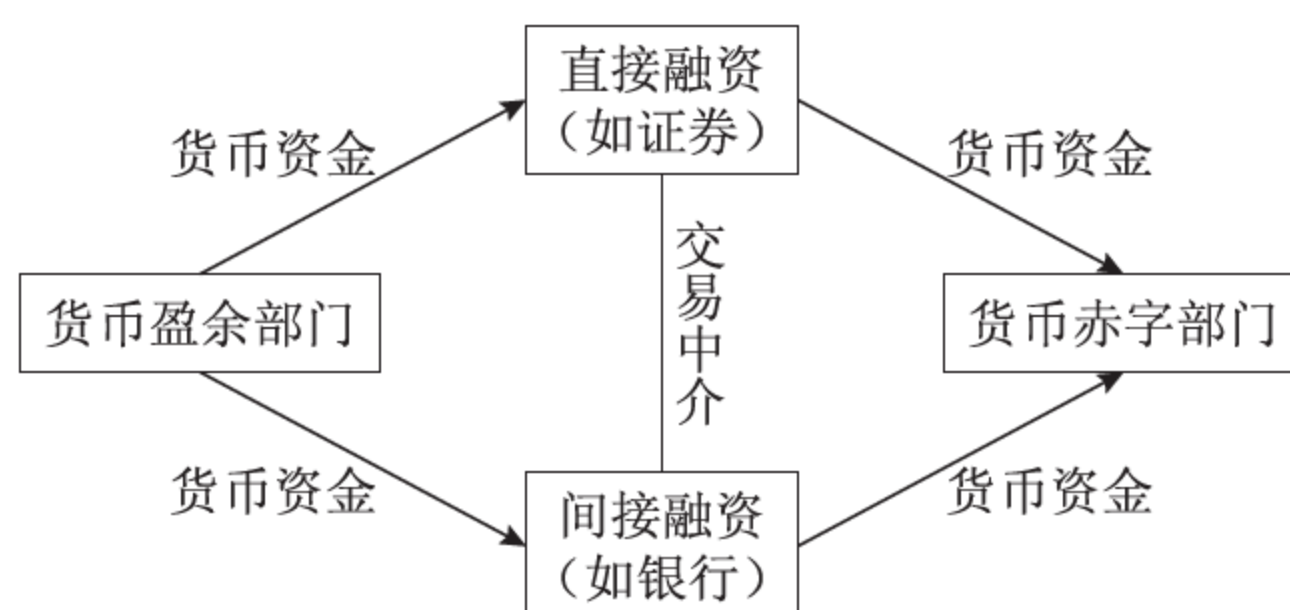 直接融资
（如证券）
货币资金
货币资金
交易中介
货币盈余部门
货币赤字部门
货币资金
货币资金
间接融资
（如银行）